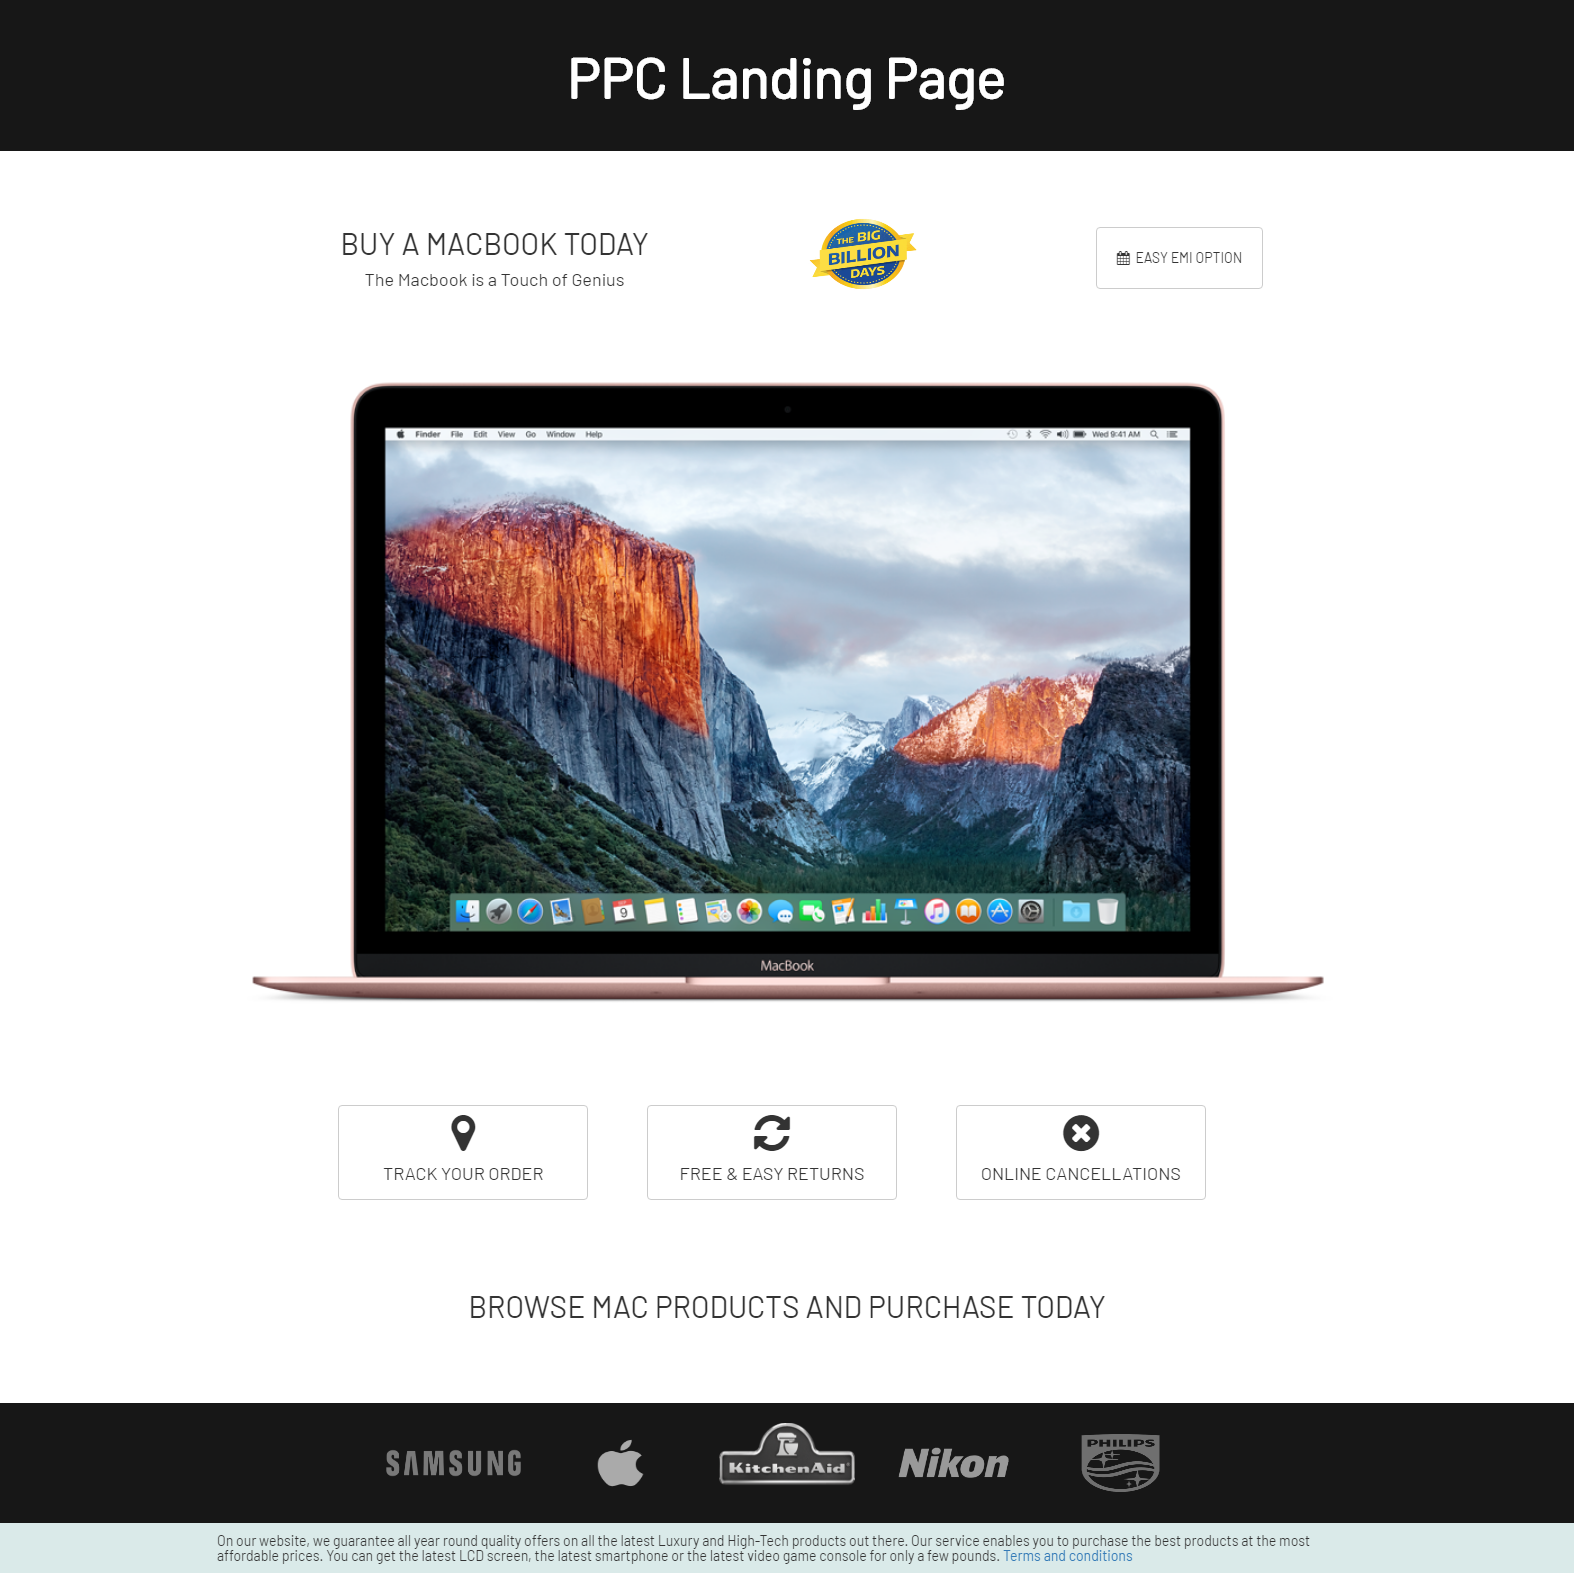 PPC Landing Page
BUY A MACBOOK TODAY
The Macbook is a Touch of Genius
THE BIG
BILLION
DAYS
EASY EMI OPTION
Finder File Edit View Go Window Help
Wed 9:41 AM
9
MacBook
TRACK YOUR ORDER
FREE & EASY RETURNS
ONLINE CANCELLATIONS
BROWSE MAC PRODUCTS AND PURCHASE TODAY
SAMSUNG
KitchenAid
Nikon
PHILIPS
On our website, we guarantee all year round quality offers on all the latest Luxury and High-Tech products out there. Our service enables you to purchase the best products at the most
affordable prices. You can get the latest LCD screen, the latest smartphone or the latest video game console for only a few pounds. Terms and conditions